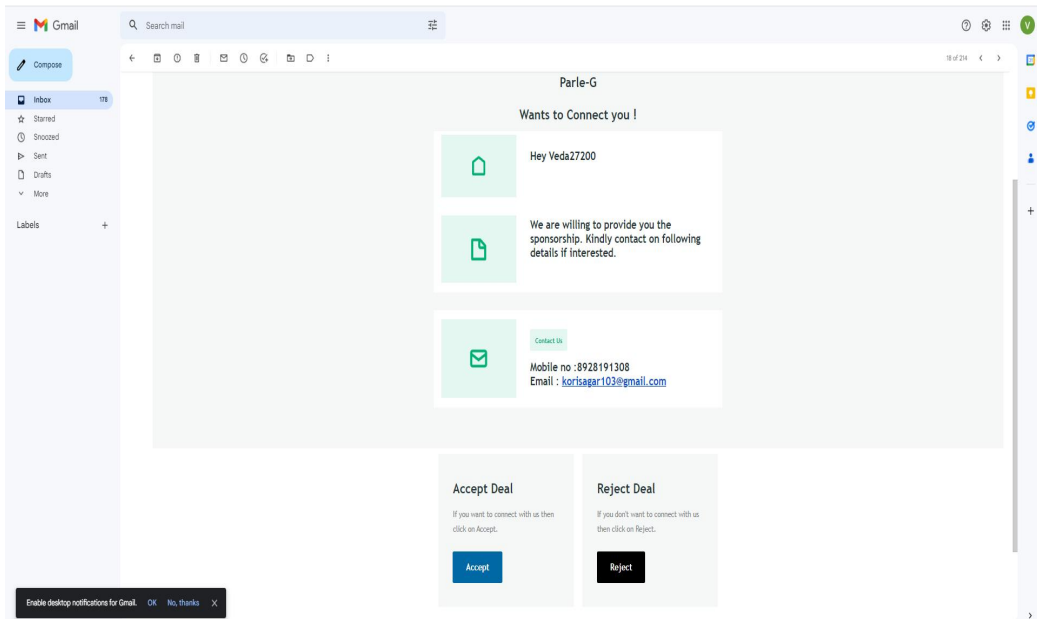 Gmail
Search mail
V
Compose
18 of 214
Inbox 178
Starred
Snoozed
Sent
Drafts
More
Labels +
Parle-G
Wants to Connect you !
Hey Veda27200
We are willing to provide you the
sponsorship. Kindly contact on following
details if interested.
Contact Us
Mobile no :8928191308
Email : korisagar103@gmail.com
Accept Deal
If you want to connect with us then
click on Accept.
Accept
Reject Deal
If you don't want to connect with us
then click on Reject.
Reject
Enable desktop notifications for Gmail. OK No, thanks X